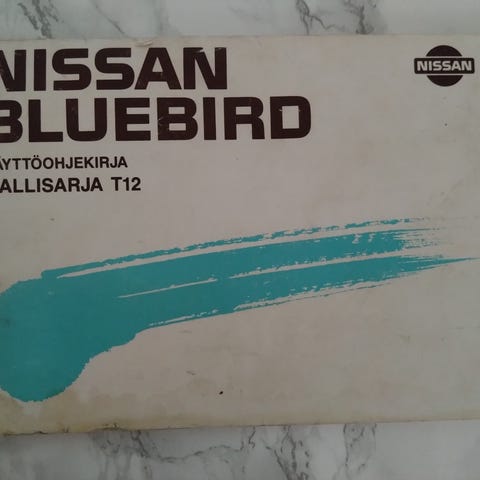 NISSAN
BLUEBIRD
NISSAN
ÄYTTÖOHJEKIRJA
ALLISARJA T12